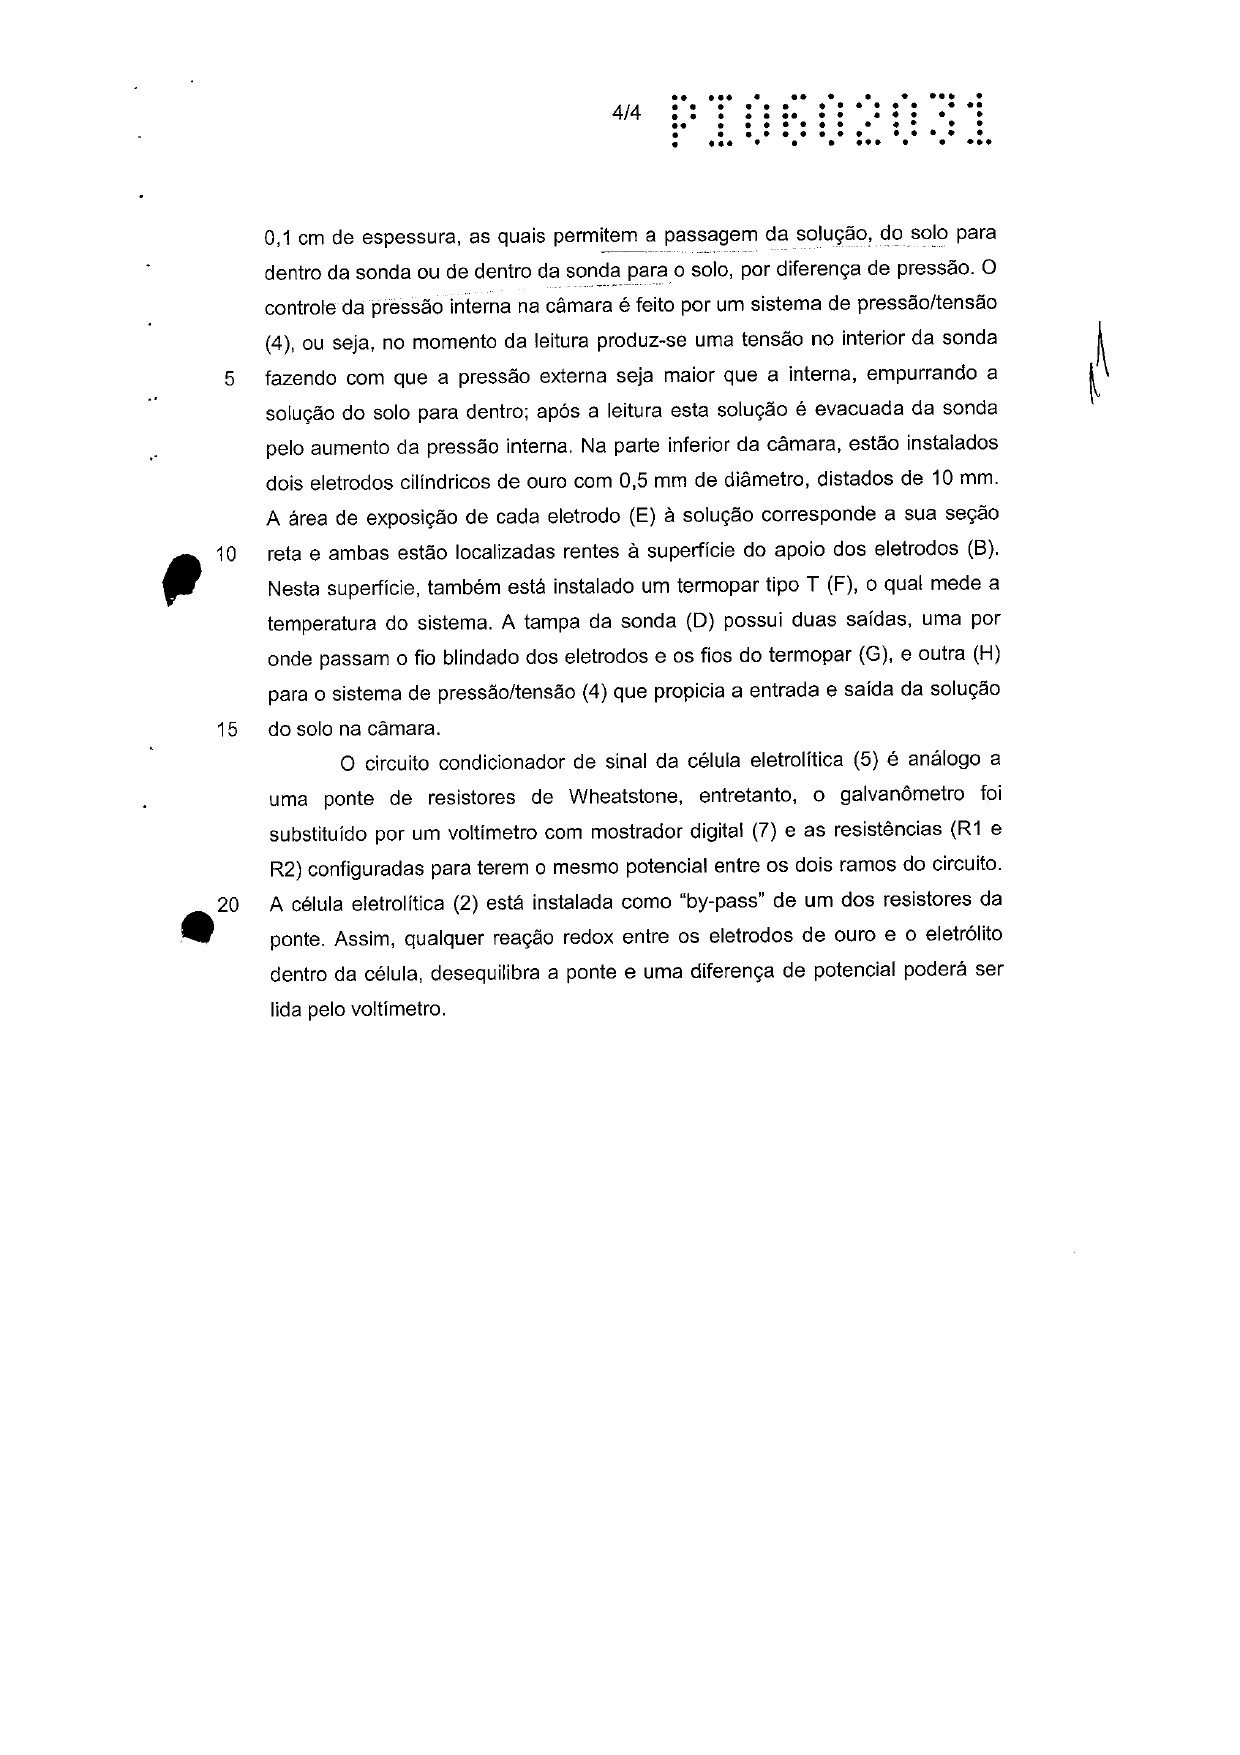 4/4 PI0602031
0,1 cm de espessura, as quais permitem a passagem da solução, do solo para
dentro da sonda ou de dentro da sonda para o solo, por diferença de pressão. O
controle da pressão interna na câmara é feito por um sistema de pressão/tensão
(4), ou seja, no momento da leitura produz-se uma tensão no interior da sonda
5 fazendo com que a pressão externa seja maior que a interna, empurrando a
solução do solo para dentro; após a leitura esta solução é evacuada da sonda
pelo aumento da pressão interna. Na parte inferior da câmara, estão instalados
dois eletrodos cilíndricos de ouro com 0,5 mm de diâmetro, distados de 10 mm.
A área de exposição de cada eletrodo (E) à solução corresponde a sua seção
10 reta e ambas estão localizadas rentes à superfície do apoio dos eletrodos (B).
Nesta superfície, também está instalado um termopar tipo T (F), o qual mede a
temperatura do sistema. A tampa da sonda (D) possui duas saídas, uma por
onde passam o fio blindado dos eletrodos e os fios do termopar (G), e outra (H)
para o sistema de pressão/tensão (4) que propicia a entrada e saída da solução
15 do solo na câmara.
O circuito condicionador de sinal da célula eletrolítica (5) é análogo a
uma ponte de resistores de Wheatstone, entretanto, o galvanômetro foi
substituído por um voltímetro com mostrador digital (7) e as resistências (R1 e
R2) configuradas para terem o mesmo potencial entre os dois ramos do circuito.
20 A célula eletrolítica (2) está instalada como “by-pass” de um dos resistores da
ponte. Assim, qualquer reação redox entre os eletrodos de ouro e o eletrólito
dentro da célula, desequilibra a ponte e uma diferença de potencial poderá ser
lida pelo voltímetro.